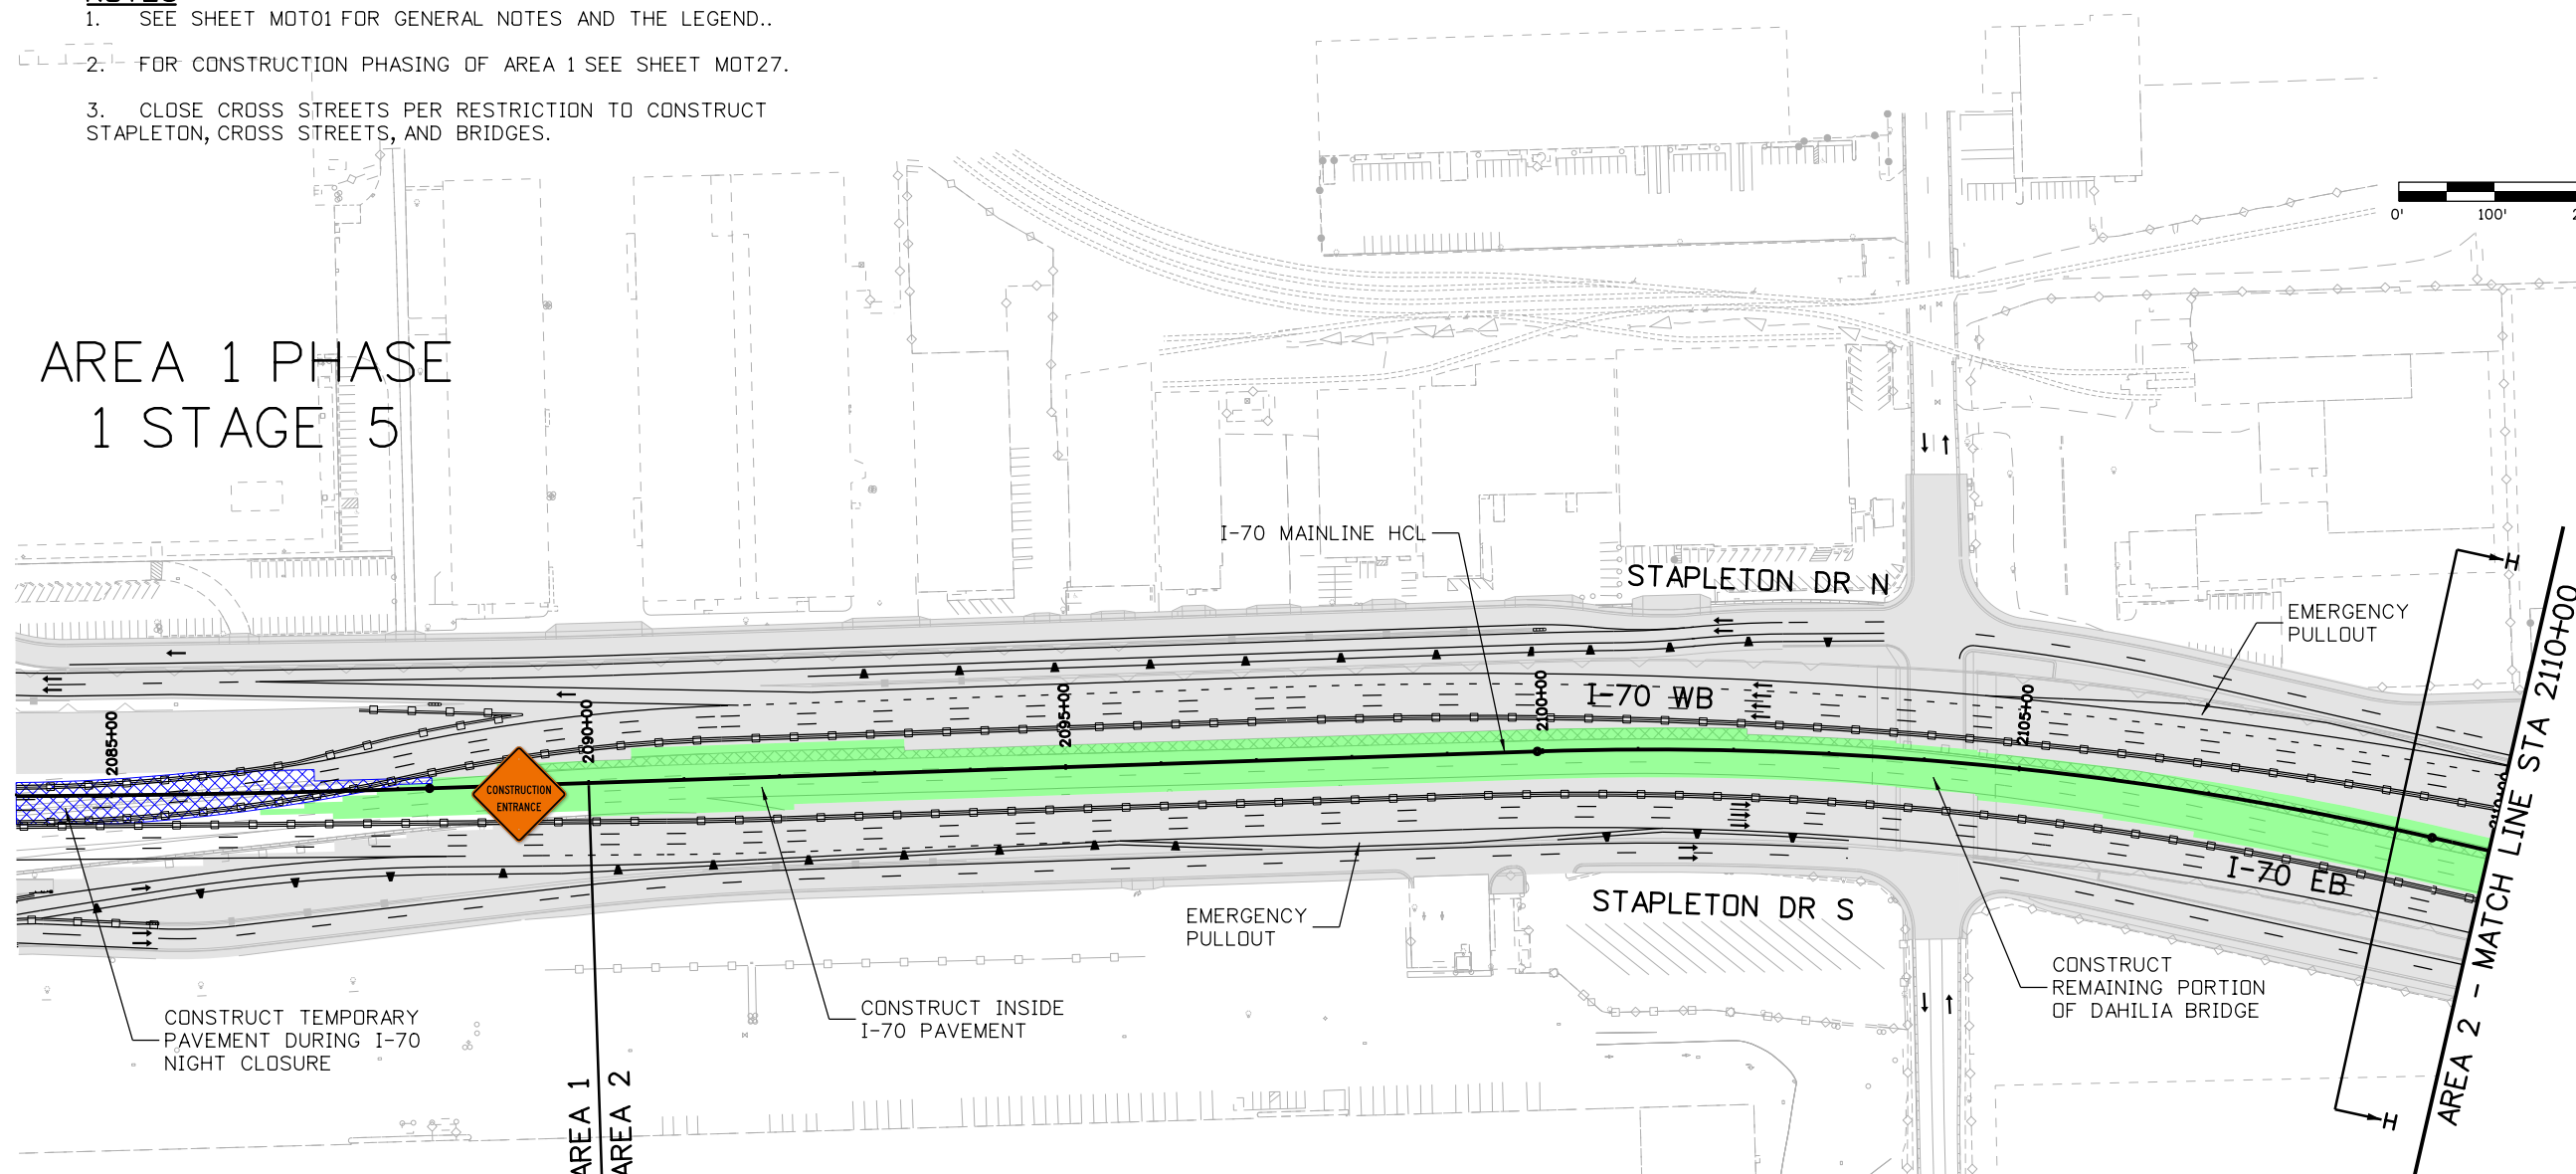 1. SEE SHEET MOT01 FOR GENERAL NOTES AND THE LEGEND..
2. FOR CONSTRUCTION PHASING OF AREA 1 SEE SHEET MOT27.
3. CLOSE CROSS STREETS PER RESTRICTION TO CONSTRUCT
STAPLETON, CROSS STREETS, AND BRIDGES.
0'
100'
AREA 1 PHASE
1 STAGE 5
I-70 MAINLINE HCL
STAPLETON DR N
H
EMERGENCY
PULLOUT
2085+00
2090+00
2095+00
2100+00
I-70 WB
2105+00
CONSTRUCTION
ENTRANCE
I-70 EB
STAPLETON DR S
EMERGENCY
PULLOUT
CONSTRUCT
REMAINING PORTION
OF DAHILIA BRIDGE
CONSTRUCT INSIDE
I-70 PAVEMENT
CONSTRUCT TEMPORARY
PAVEMENT DURING I-70
NIGHT CLOSURE
AREA 1
AREA 2
H
AREA 2 - MATCH LINE STA 2110+00